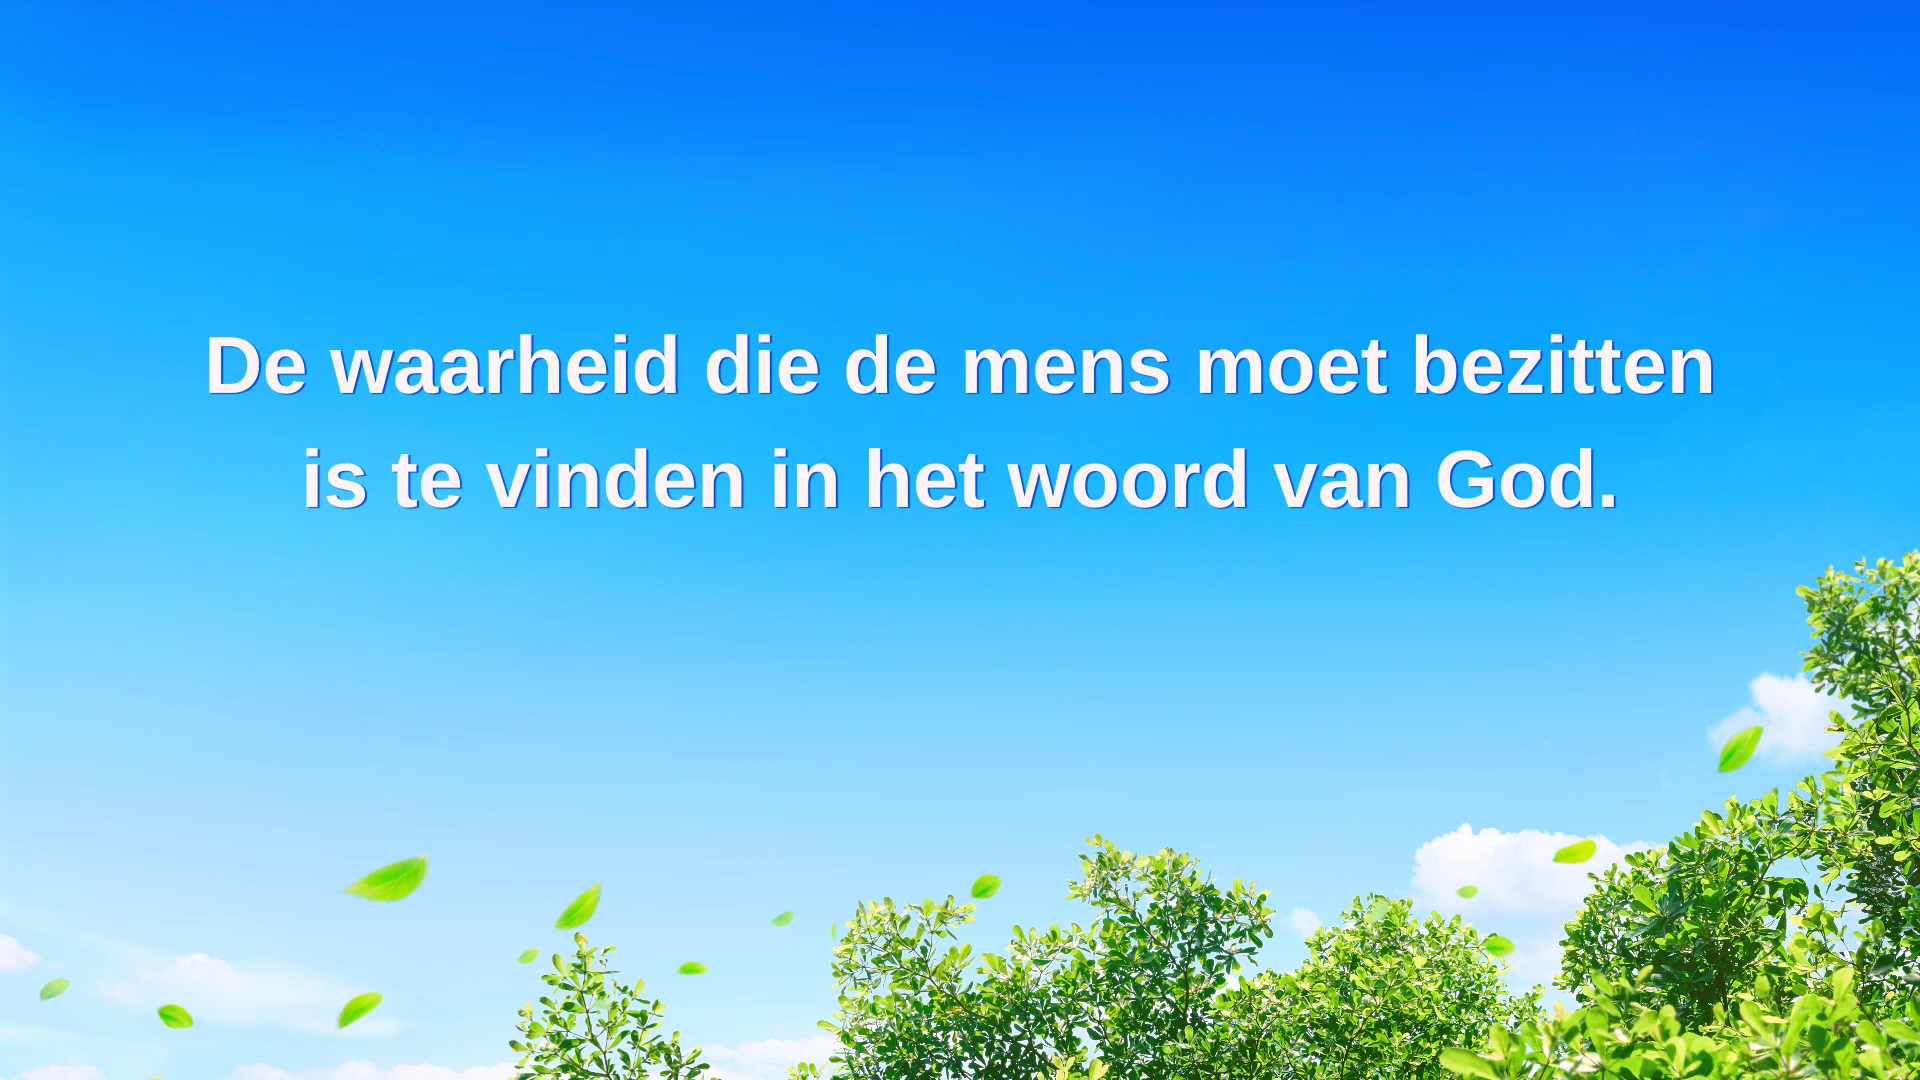 De waarheid die de mens moet bezitten
is te vinden in het woord van God.